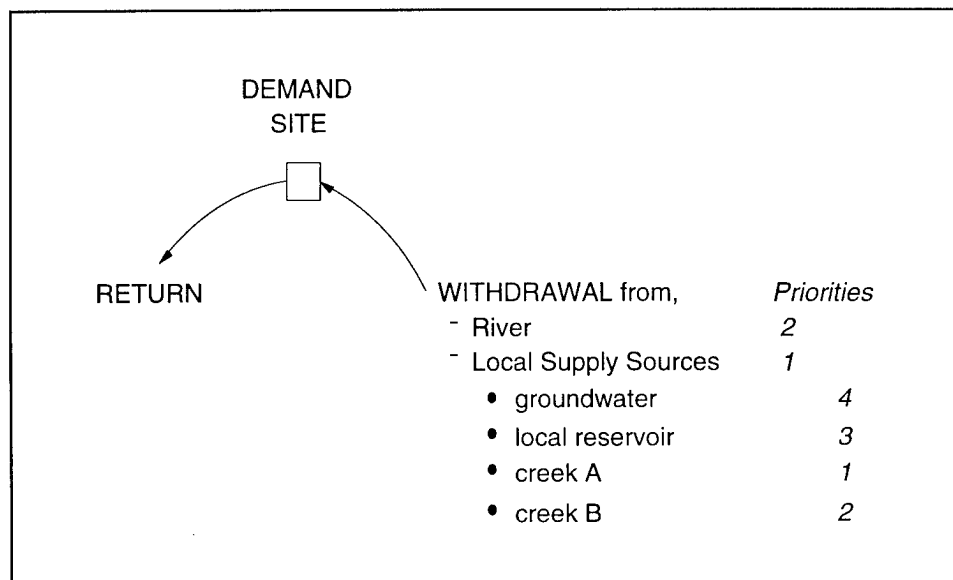 DEMAND
SITE
RETURN
WITHDRAWAL from, Priorities
- River 2
- Local Supply Sources 1
• groundwater 4
• local reservoir 3
• creek A 1
• creek B 2